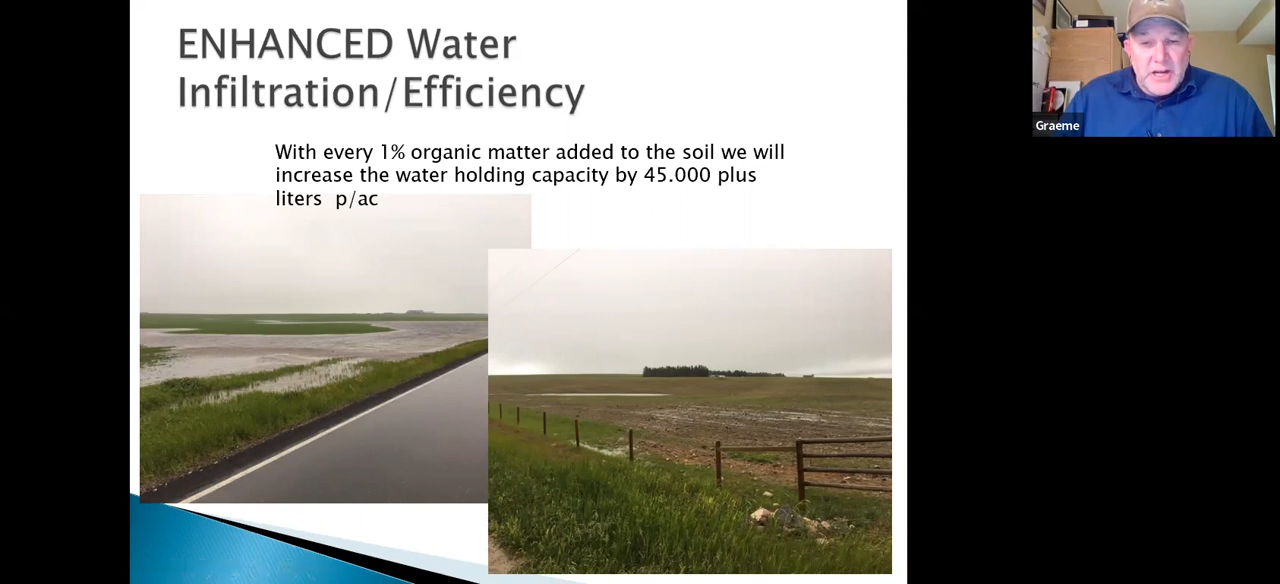 ENHANCED Water
Infiltration/Efficiency
With every 1% organic matter added to the soil we will
increase the water holding capacity by 45.000 plus
liters p/ac
Graeme